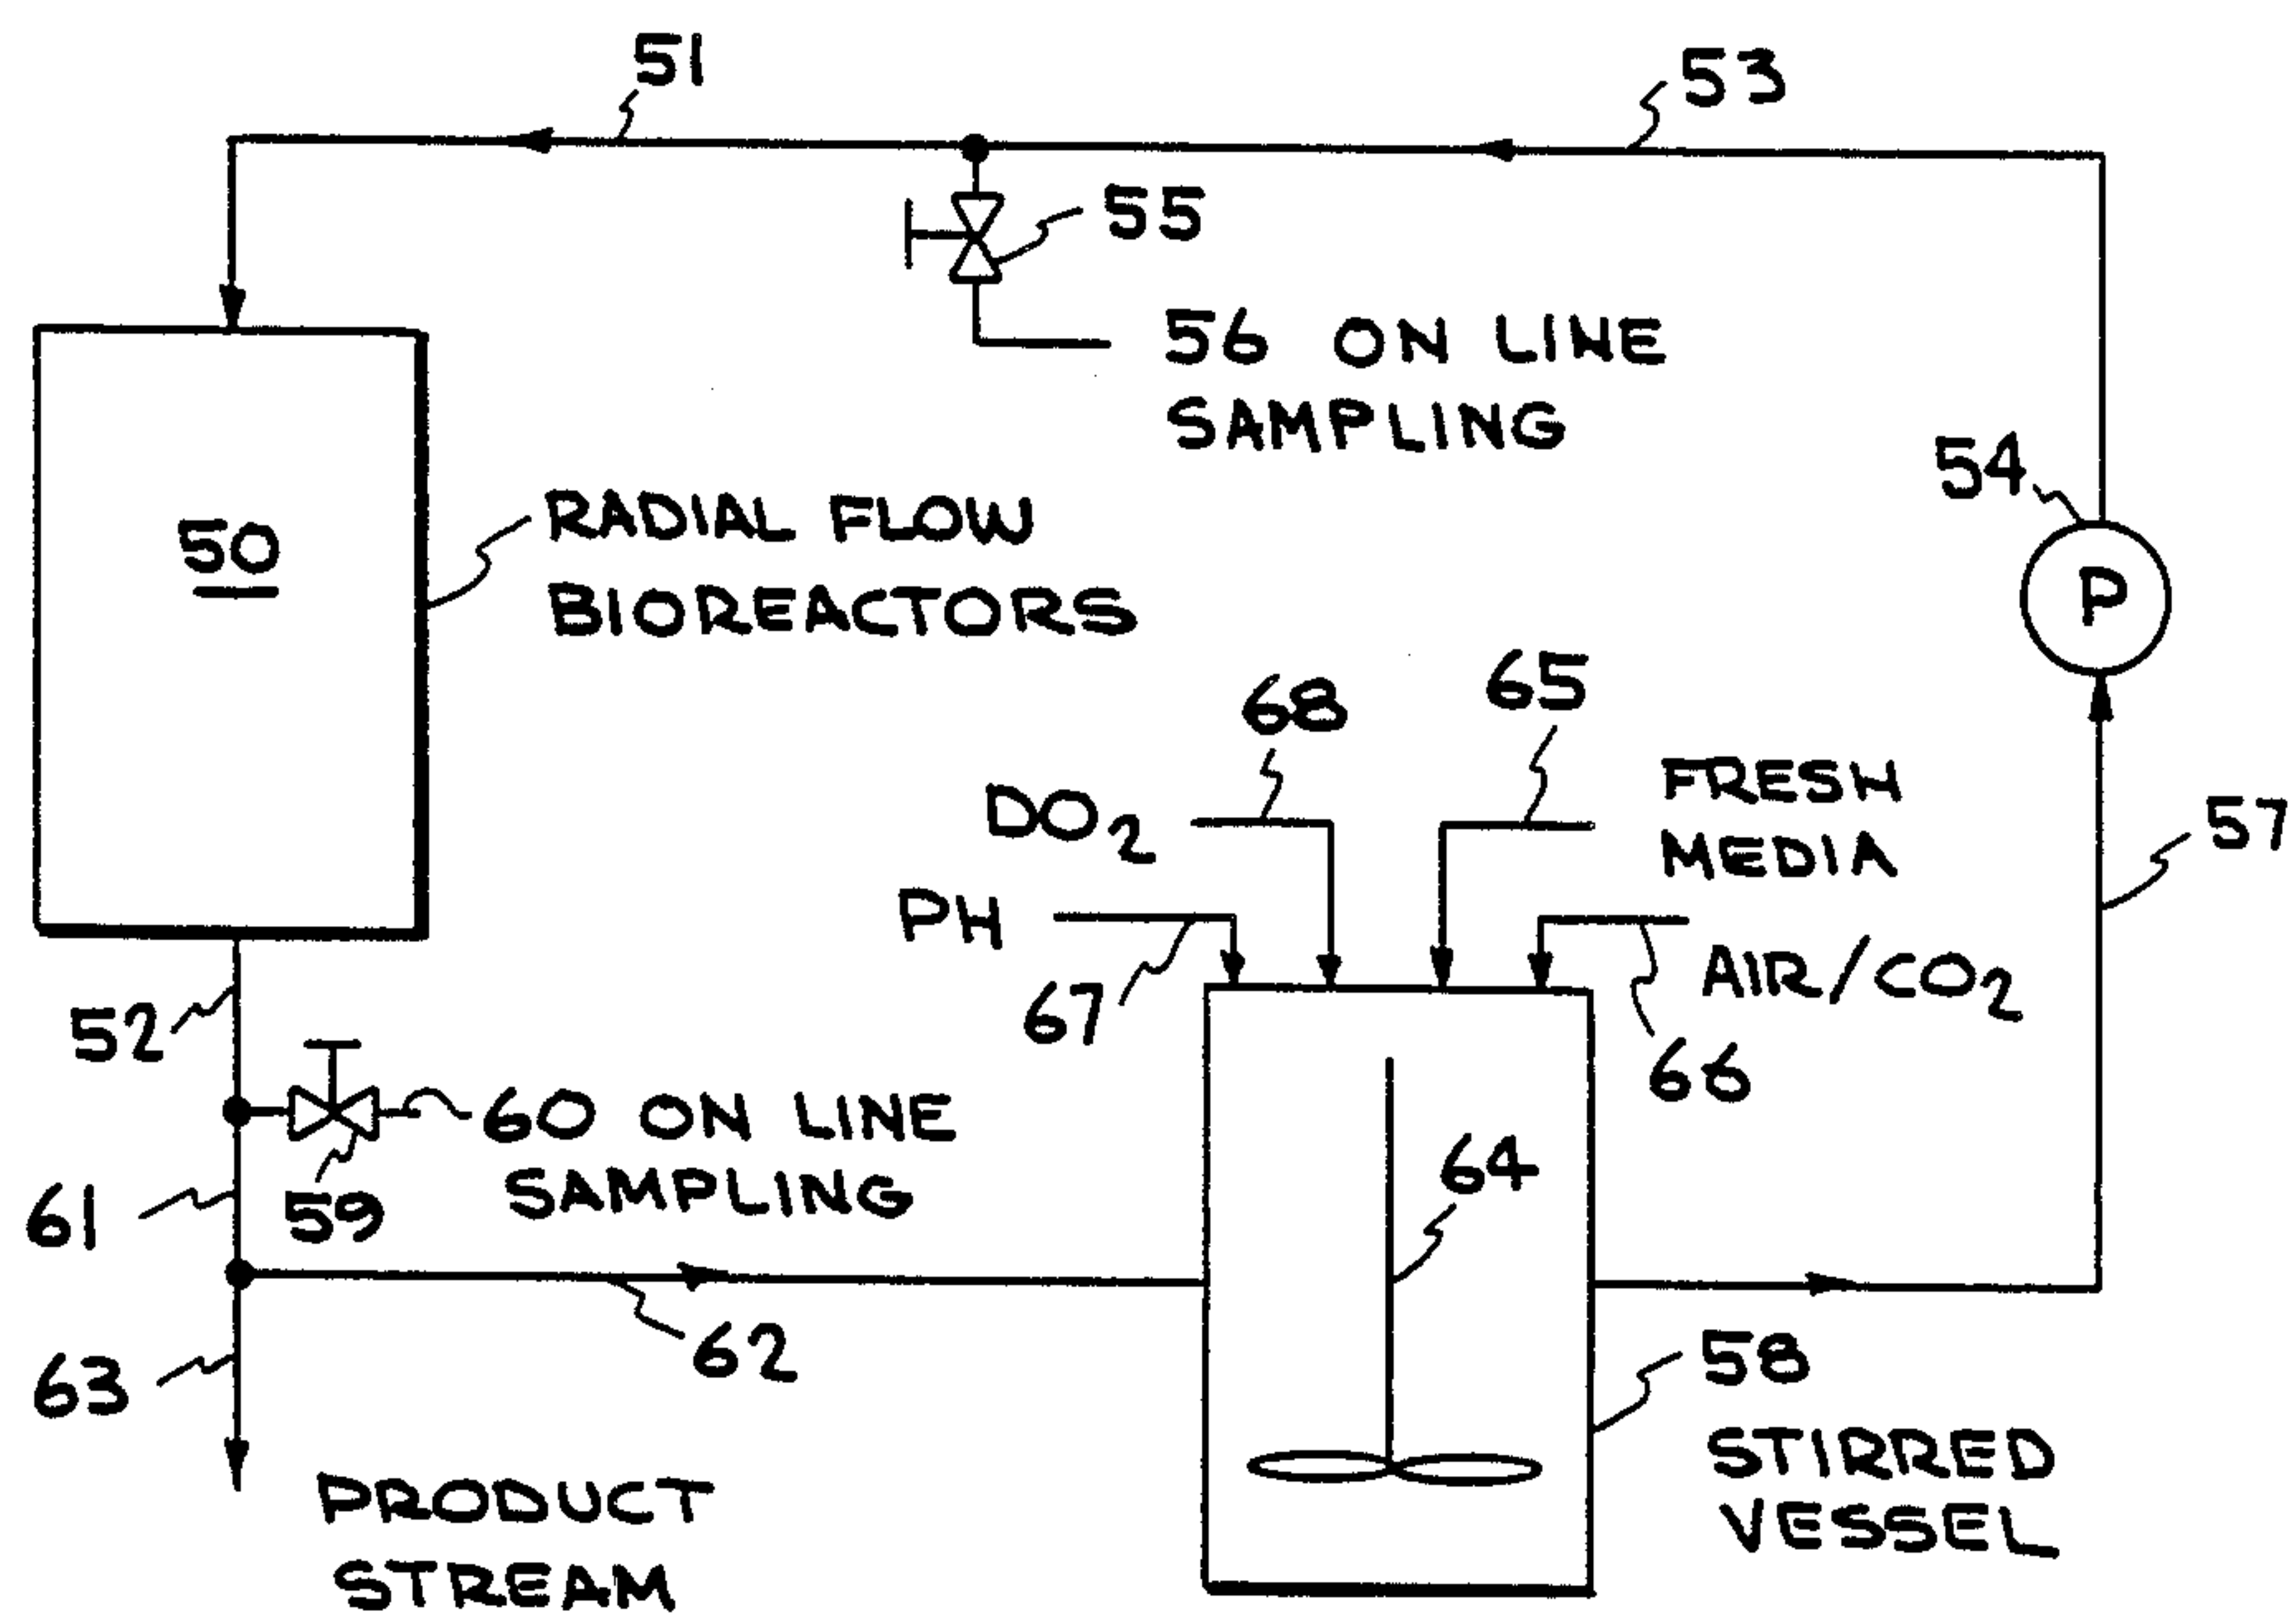 51
53
55
56 ON LINE
SAMPLING
54
P
50
RADIAL FLOW
BIOREACTORS
68
65
DO2
FRESH
MEDIA
57
PH
67
AIR/CO2
66
52
60 ON LINE
SAMPLING
59
61
64
62
63
58
STIRRED
VESSEL
PRODUCT
STREAM